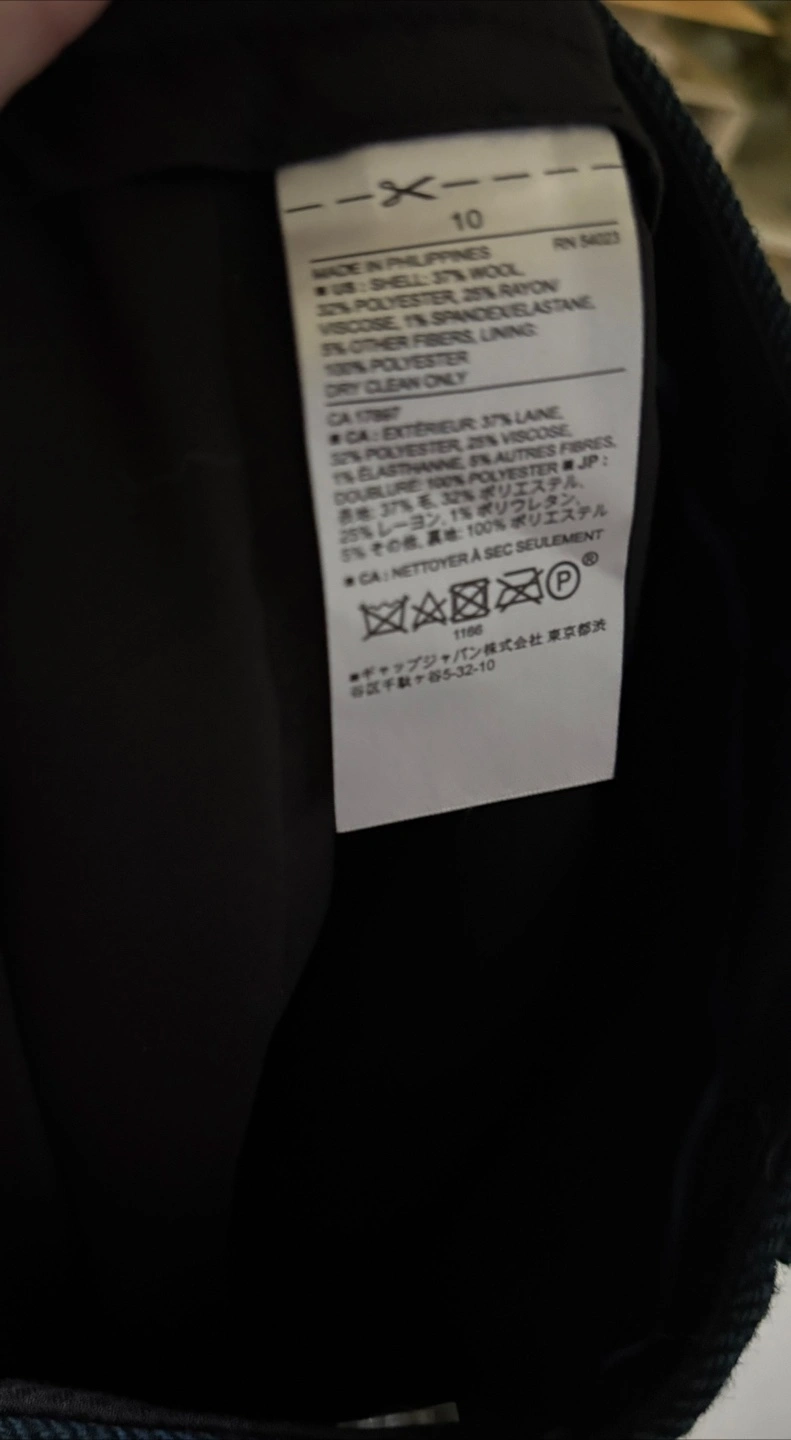 10
MADE IN PHILIPPINES RN 54023
■ US : SHELL: 37% WOOL,
32% POLYESTER, 25% RAYON/
VISCOSE, 1% SPANDEX/ELASTANE,
5% OTHER FIBERS, LINING:
100% POLYESTER
DRY CLEAN ONLY
CA 17897
■ CA : EXTÉRIEUR: 37% LAINE,
32% POLYESTER, 25% VISCOSE,
1% ÉLASTHANNE, 5% AUTRES FIBRES,
DOUBLURE: 100% POLYESTER ■ JP :
表地: 37% 毛, 32% ポリエステル,
25% レーヨン, 1% ポリウレタン,
5% その他, 裏地: 100% ポリエステル
■ CA : NETTOYER À SEC SEULEMENT
P ®
1166
■ギャップジャパン株式会社 東京都渋
谷区千駄ヶ谷5-32-10